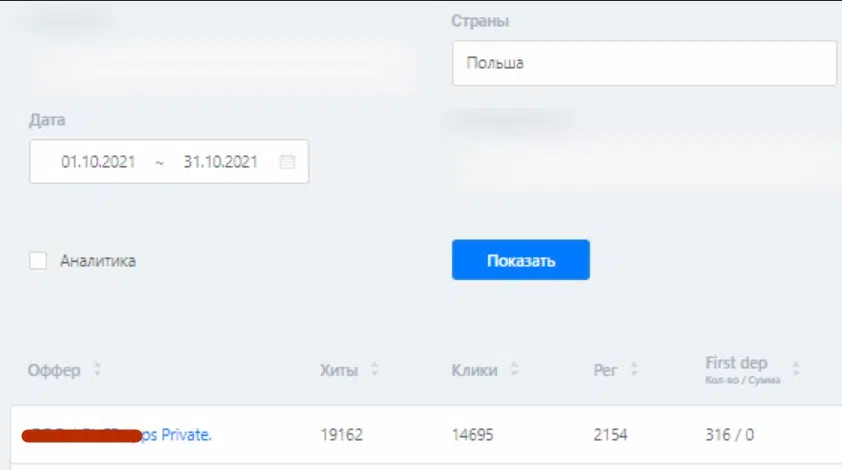 Страны
Польша
Дата
01.10.2021 ~ 31.10.2021
Аналитика
Показать
Оффер Хиты Клики Рег First dep
Кол-во / Сумма
ps Private. 19162 14695 2154 316 / 0